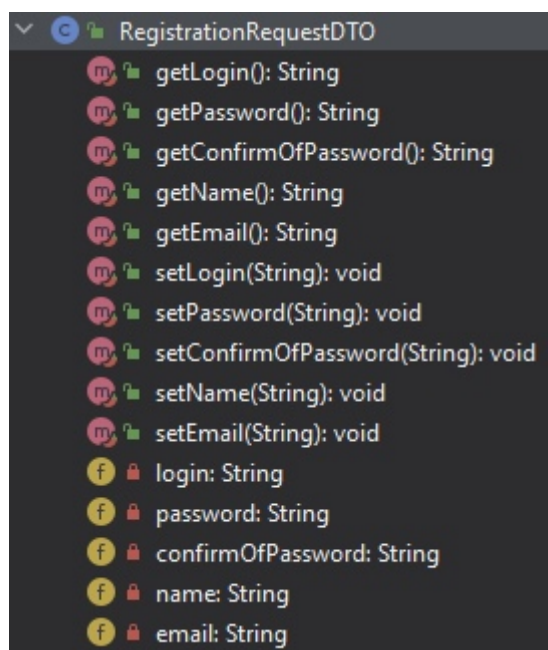 RegistrationRequestDTO
getLogin(): String
getPassword(): String
getConfirmOfPassword(): String
getName(): String
getEmail(): String
setLogin(String): void
setPassword(String): void
setConfirmOfPassword(String): void
setName(String): void
setEmail(String): void
login: String
password: String
confirmOfPassword: String
name: String
email: String